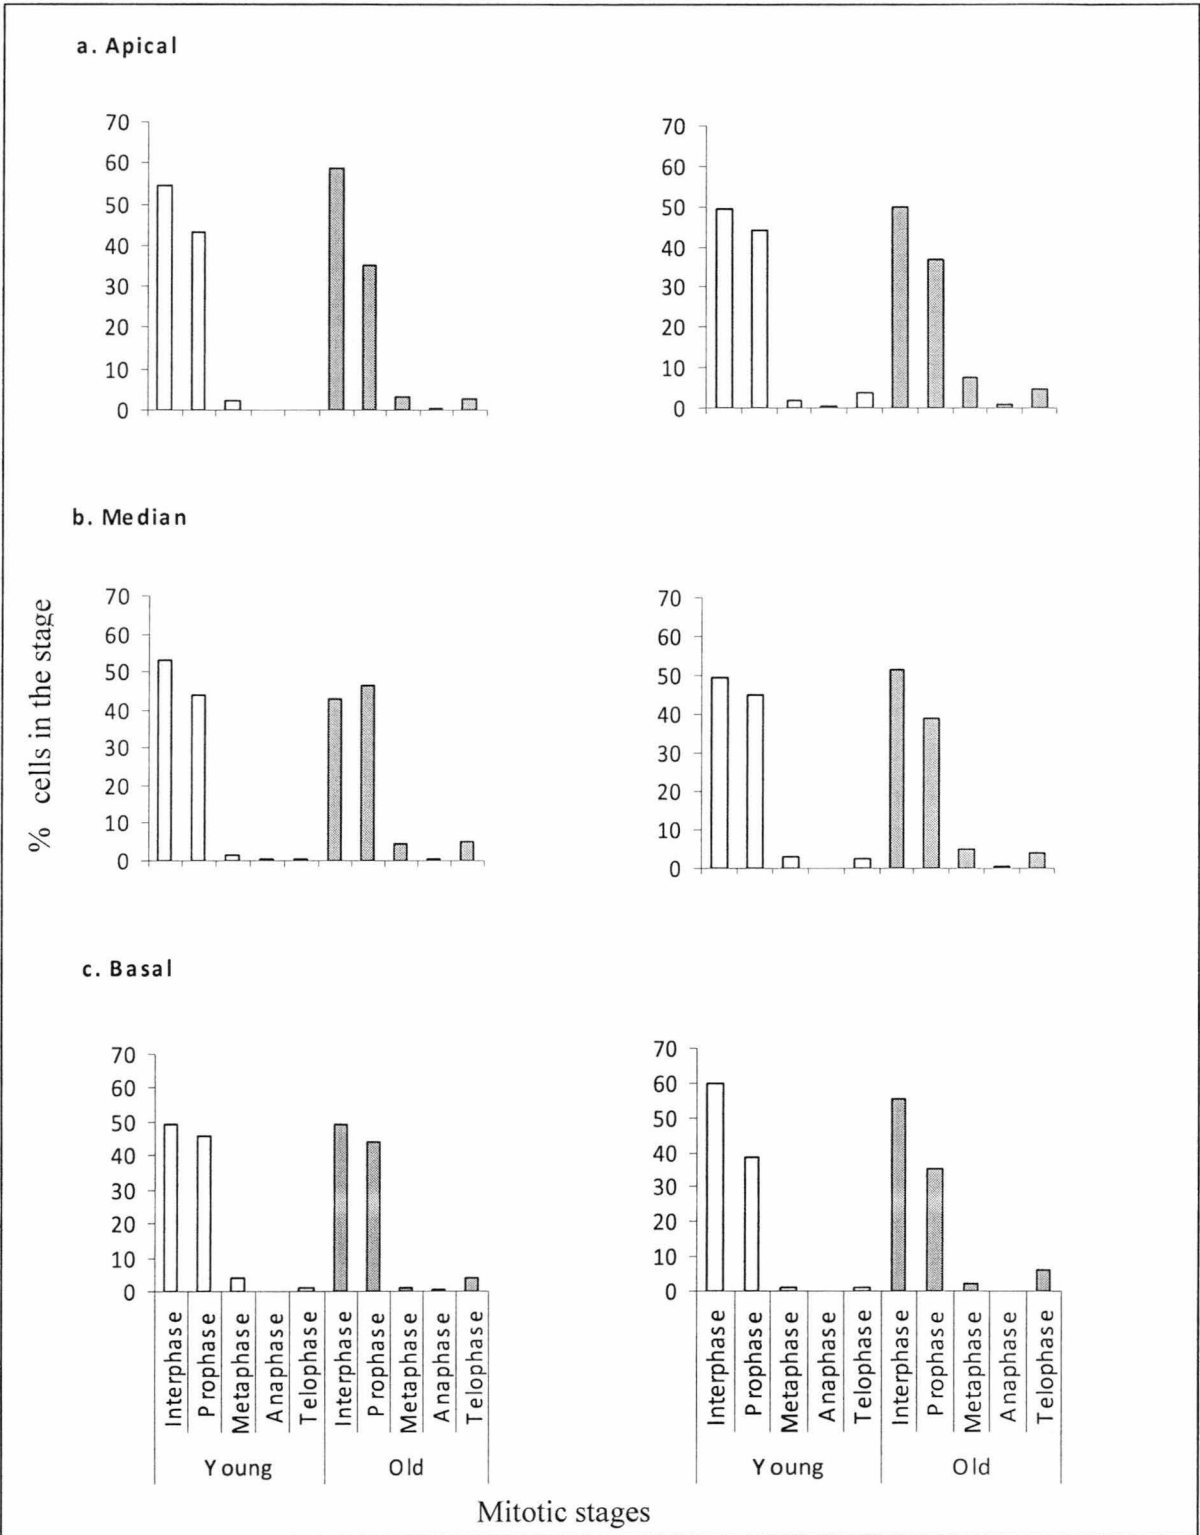 a. Apical
70
60
50
40
30
20
10
0
70
60
50
40
30
20
10
0
b. Median
70
60
50
40
30
20
10
0
70
60
50
40
30
20
10
0
% cells in the stage
c. Basal
70
60
50
40
30
20
10
0
Interphase
Prophase
Metaphase
Anaphase
Telophase
Interphase
Prophase
Metaphase
Anaphase
Telophase
Young
Old
70
60
50
40
30
20
10
0
Interphase
Prophase
Metaphase
Anaphase
Telophase
Interphase
Prophase
Metaphase
Anaphase
Telophase
Young
Old
Mitotic stages